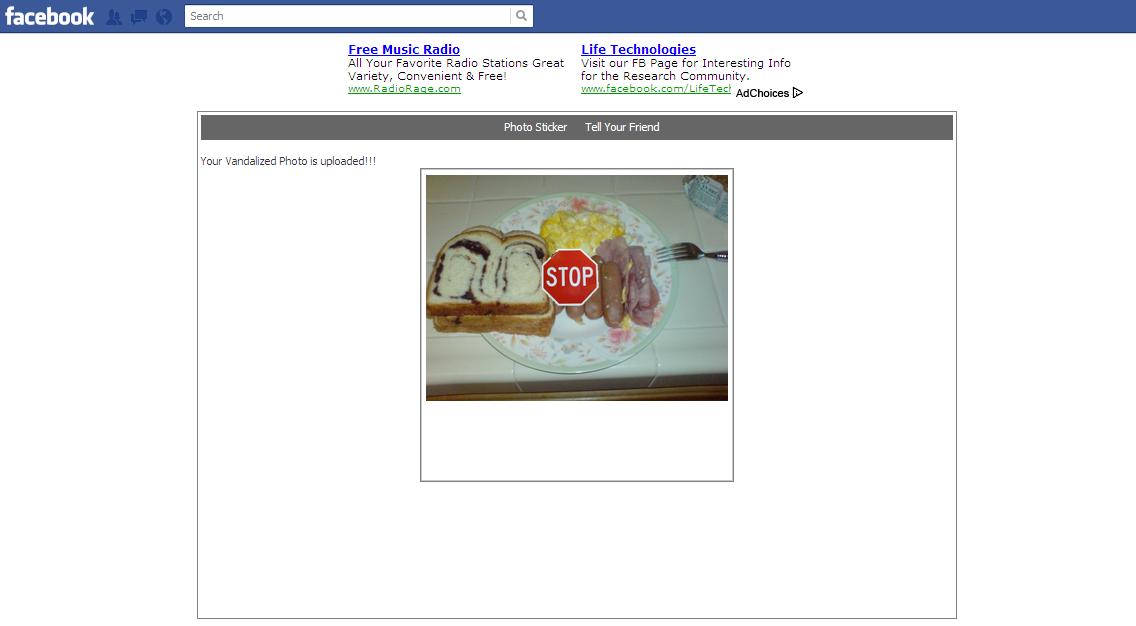 facebook
Search
Free Music Radio
All Your Favorite Radio Stations Great
Variety, Convenient & Free!
www.RadioRage.com
Life Technologies
Visit our FB Page for Interesting Info
for the Research Community.
www.facebook.com/LifeTech
AdChoices
Photo Sticker
Tell Your Friend
Your Vandalized Photo is uploaded!!!
STOP